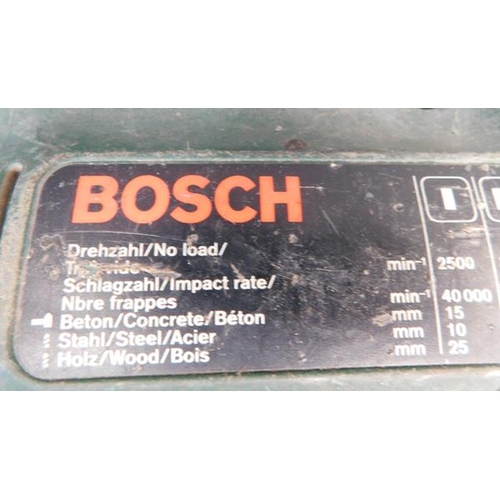 BOSCH
Drehzahl/No load/
min⁻¹ 2500
Schlagzahl/Impact rate/
Nbre frappes min⁻¹ 40 000
Beton/Concrete/Béton mm 15
Stahl/Steel/Acier mm 10
Holz/Wood/Bois mm 25